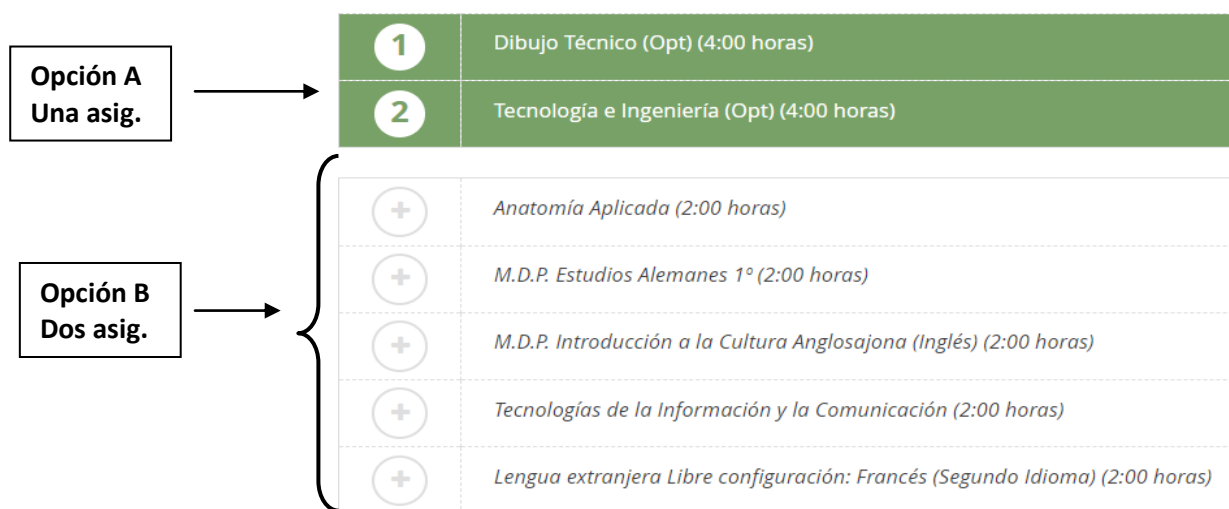 Opción A
Una asig.
1 Dibujo Técnico (Opt) (4:00 horas)
2 Tecnología e Ingeniería (Opt) (4:00 horas)
Opción B
Dos asig.
Anatomía Aplicada (2:00 horas)
M.D.P. Estudios Alemanes 1º (2:00 horas)
M.D.P. Introducción a la Cultura Anglosajona (Inglés) (2:00 horas)
Tecnologías de la Información y la Comunicación (2:00 horas)
Lengua extranjera Libre configuración: Francés (Segundo Idioma) (2:00 horas)